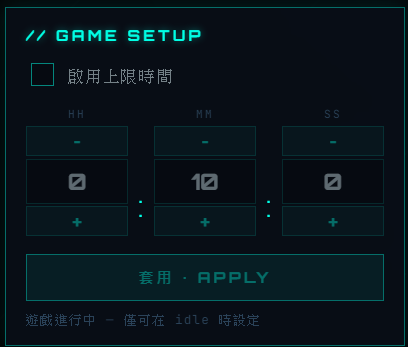 // GAME SETUP
啟用上限時間
HH MM SS
- - -
0 : 10 : 0
+ + +
套用 · APPLY
遊戲進行中 — 僅可在 idle 時設定